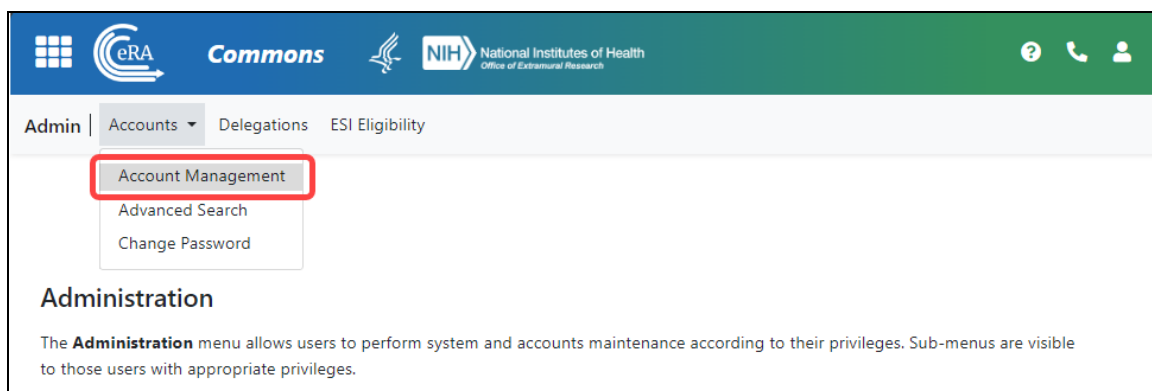 eRA
Commons
NIH
National Institutes of Health
Office of Extramural Research
?
Admin | Accounts Delegations ESI Eligibility
Account Management
Advanced Search
Change Password
Administration
The Administration menu allows users to perform system and accounts maintenance according to their privileges. Sub-menus are visible
to those users with appropriate privileges.